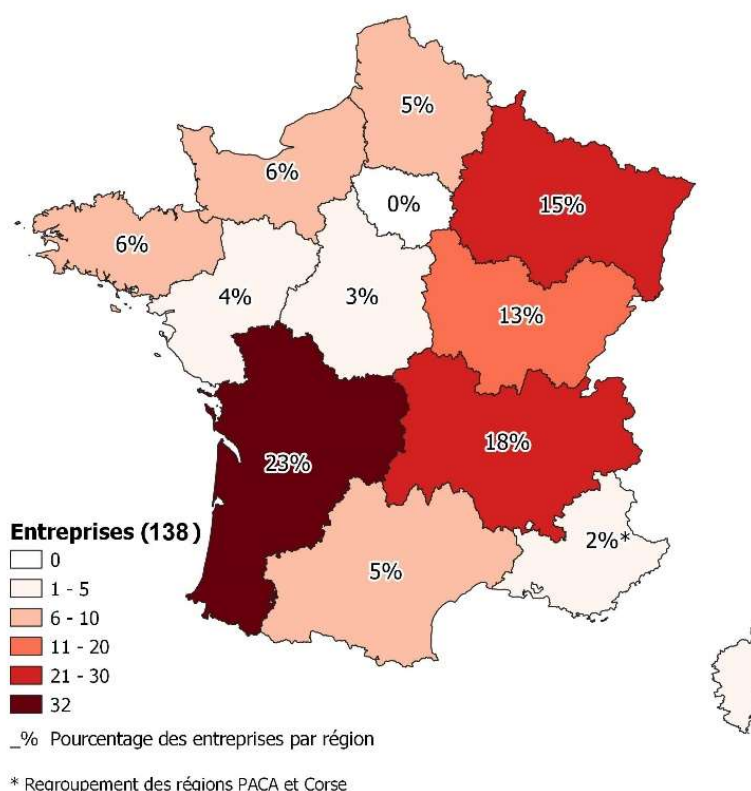 5%
6%
0%
15%
6%
4%
3%
13%
18%
23%
2%*
5%
Entreprises (138)
0
1 - 5
6 - 10
11 - 20
21 - 30
32
_% Pourcentage des entreprises par région
* Regroupement des régions PACA et Corse